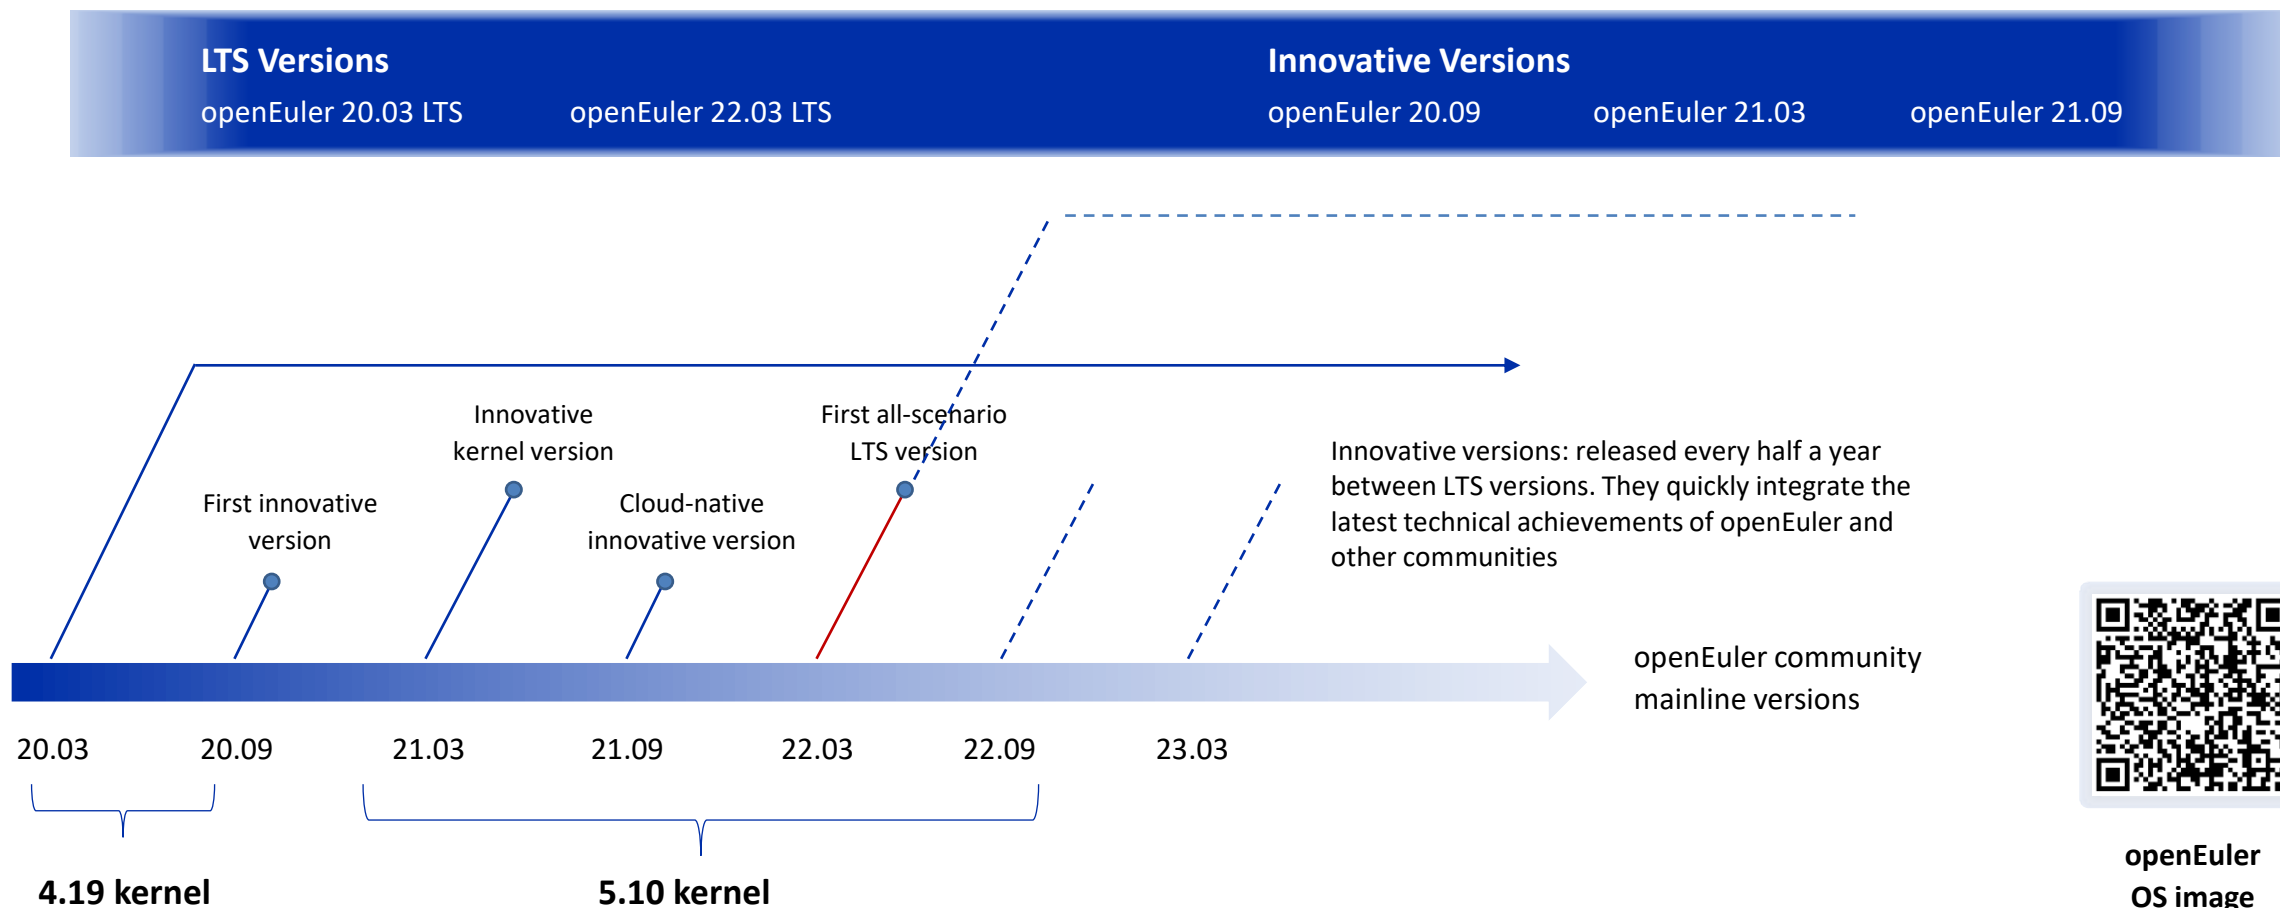 LTS Versions
openEuler 20.03 LTS
openEuler 22.03 LTS
Innovative Versions
openEuler 20.09
openEuler 21.03
openEuler 21.09
First innovative
version
Innovative
kernel version
Cloud-native
innovative version
First all-scenario
LTS version
Innovative versions: released every half a year
between LTS versions. They quickly integrate the
latest technical achievements of openEuler and
other communities
openEuler community
mainline versions
20.03
20.09
21.03
21.09
22.03
22.09
23.03
4.19 kernel
5.10 kernel
openEuler
OS image